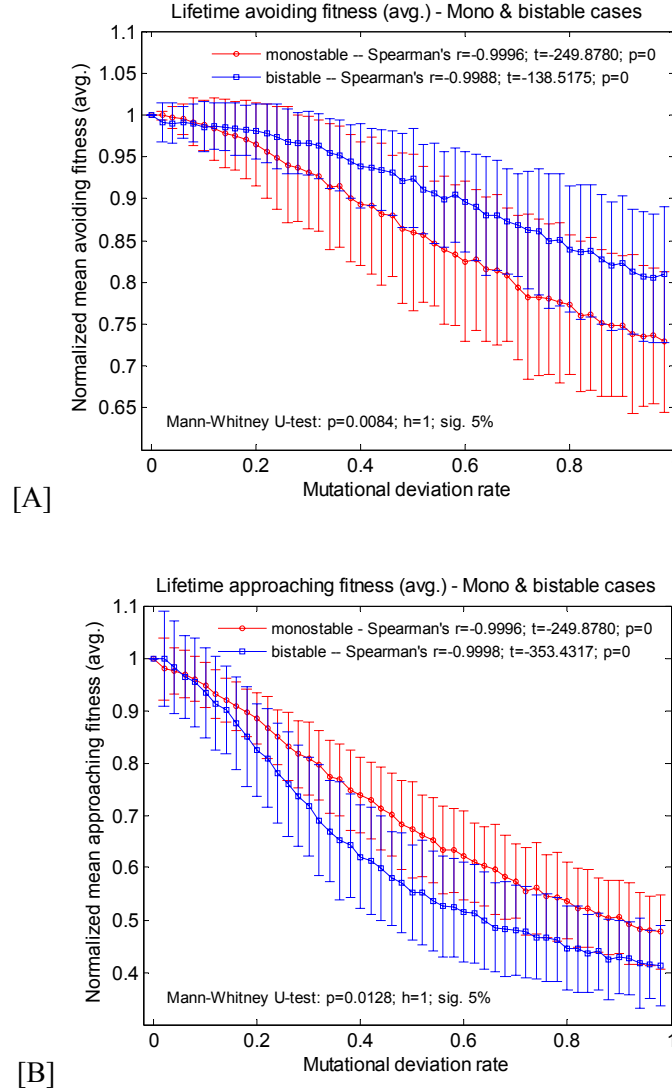 Lifetime avoiding fitness (avg.) - Mono & bistable cases
1.1
1.05
1
0.95
0.9
0.85
0.8
0.75
0.7
0.65
Normalized mean avoiding fitness (avg.)
monostable -- Spearman's r=-0.9996; t=-249.8780; p=0
bistable -- Spearman's r=-0.9988; t=-138.5175; p=0
Mann-Whitney U-test: p=0.0084; h=1; sig. 5%
0 0.2 0.4 0.6 0.8
Mutational deviation rate
[A]
Lifetime approaching fitness (avg.) - Mono & bistable cases
1.1
1
0.9
0.8
0.7
0.6
0.5
0.4
Normalized mean approaching fitness (avg.)
monostable - Spearman's r=-0.9996; t=-249.8780; p=0
bistable -- Spearman's r=-0.9998; t=-353.4317; p=0
Mann-Whitney U-test: p=0.0128; h=1; sig. 5%
0 0.2 0.4 0.6 0.8 1
Mutational deviation rate
[B]